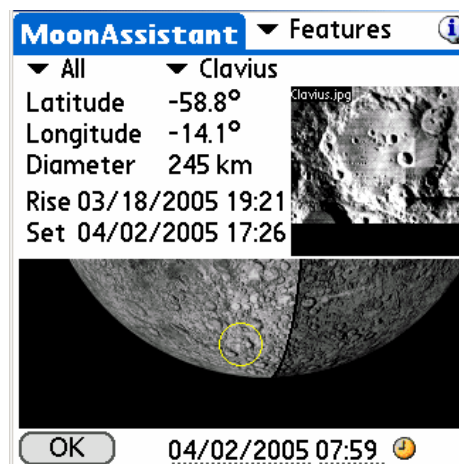 MoonAssistant Features
All Clavius
Latitude -58.8°
Longitude -14.1°
Diameter 245 km
Rise 03/18/2005 19:21
Set 04/02/2005 17:26
Clavius.jpg
OK 04/02/2005 07:59